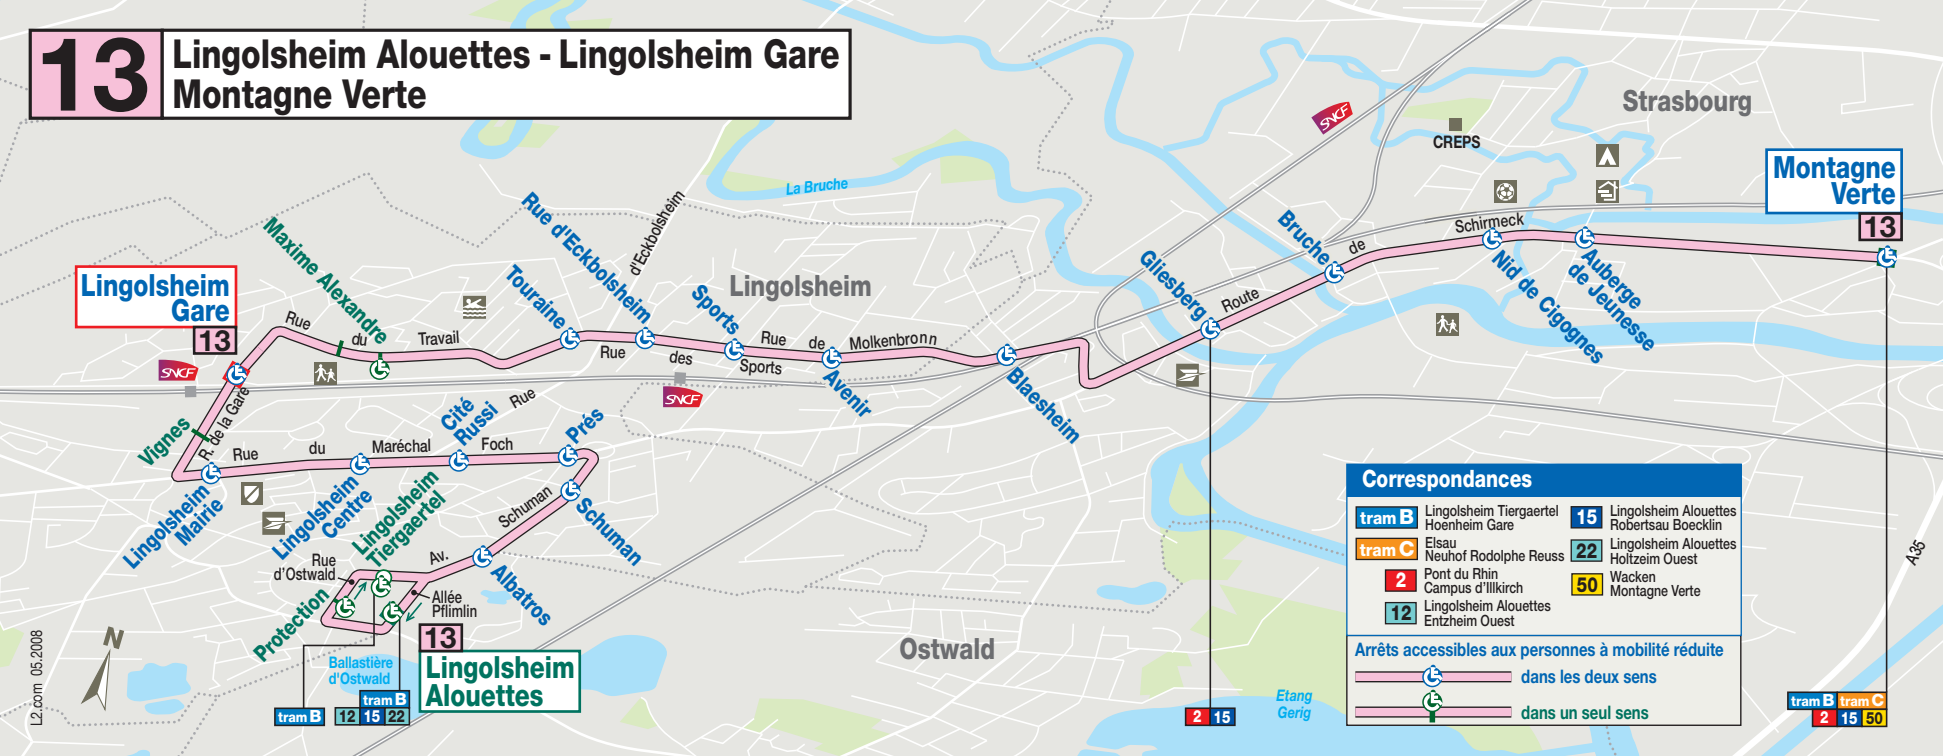 13
Lingolsheim Alouettes - Lingolsheim Gare
Montagne Verte
Strasbourg
SNCF
CREPS
La Bruche
Montagne
Verte
13
Schirmeck
de
Bruche
Nid de Cigognes
Auberge
de Jeunesse
Gliesberg
Route
Rue d'Eckbolsheim
d'Eckbolsheim
Lingolsheim
Maxime Alexandre
Touraine
Sports
Lingolsheim
Gare
13
SNCF
Rue
du
Travail
Rue
des
Sports
Rue
de
Molkenbronn
Avenir
Blaesheim
SNCF
Rue
Vignes
R. de la Gare
Rue
du
Maréchal
Foch
Cité
Russi
Prés
Lingolsheim
Mairie
Lingolsheim
Centre
Lingolsheim
Tiergaertel
Schuman
Schuman
Av.
Albatros
Rue
d'Ostwald
Allée
Pflimlin
Protection
13
Lingolsheim
Alouettes
Ballastière
d'Ostwald
tram B
tram B
12 15 22
Ostwald
Etang
Gerig
2 15
A35
tram B tram C
2 15 50
N
L2.com 05.2008
Correspondances
tram B
Lingolsheim Tiergaertel
Hoenheim Gare
tram C
Elsau
Neuhof Rodolphe Reuss
2
Pont du Rhin
Campus d'Illkirch
12
Lingolsheim Alouettes
Entzheim Ouest
15
Lingolsheim Alouettes
Robertsau Boecklin
22
Lingolsheim Alouettes
Holtzeim Ouest
50
Wacken
Montagne Verte
Arrêts accessibles aux personnes à mobilité réduite
dans les deux sens
dans un seul sens